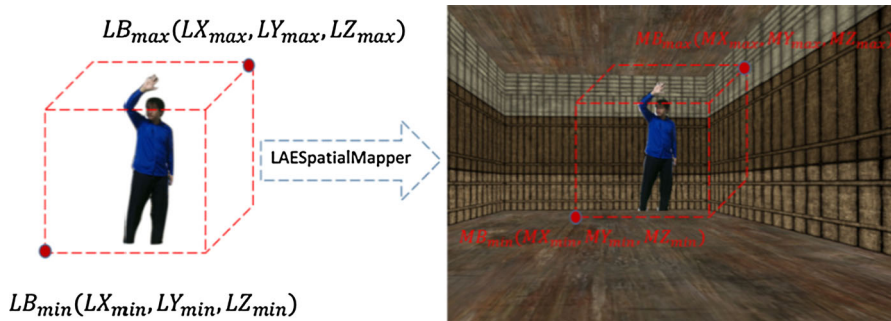 LB_max(LX_max, LY_max, LZ_max)
MB_max(MX_max, MY_max, MZ_max)
LAESpatialMapper
MB_min(MX_min, MY_min, MZ_min)
LB_min(LX_min, LY_min, LZ_min)